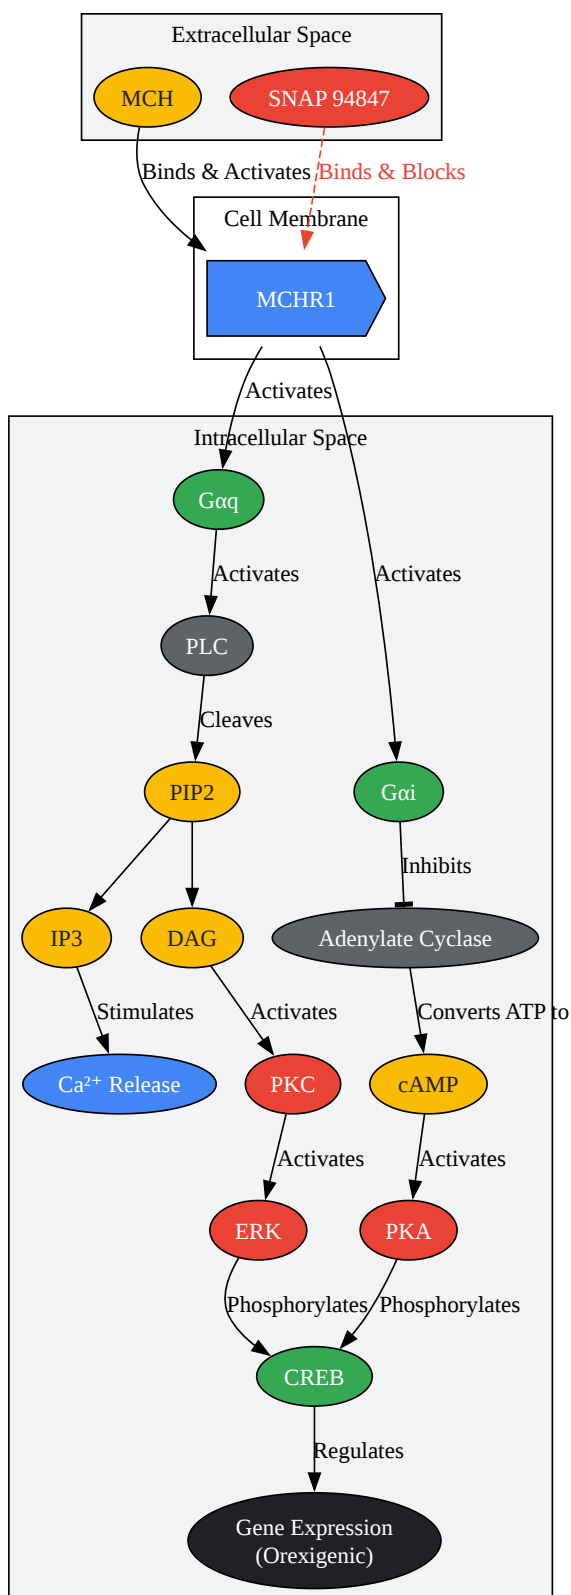 Extracellular Space
MCH
SNAP 94847
Binds & Activates
Binds & Blocks
Cell Membrane
MCHR1
Activates
Intracellular Space
Gαq
Activates
Activates
PLC
Cleaves
PIP2
Gαi
Inhibits
IP3
DAG
Adenylate Cyclase
Stimulates
Activates
Converts ATP to
Ca²⁺ Release
PKC
cAMP
Activates
Activates
ERK
PKA
Phosphorylates
Phosphorylates
CREB
Regulates
Gene Expression
(Orexigenic)